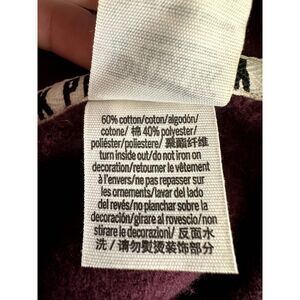 60% cotton/coton/algodón/
cotone/ 棉 40% polyester/
poliéster/poliestere/ 聚酯纤维
turn inside out/do not iron on
decoration/retourner le vêtement
à l'envers/ne pas repasser sur
les ornements/lavar del lado
del revés/no planchar sobre la
decoración/girare al rovescio/non
stirare le decorazioni/ 反面水
洗 / 请勿熨烫装饰部分